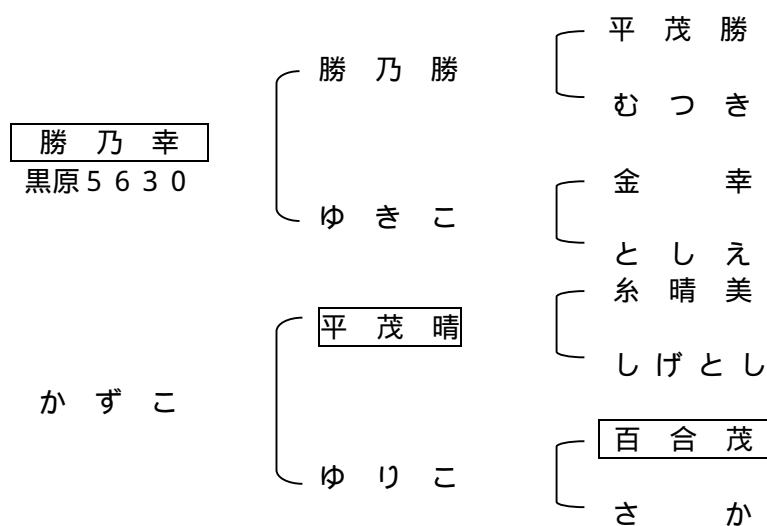 平 茂 勝
勝 乃 勝
む つ き
勝 乃 幸
黒原5630
金 幸
ゆ き こ
と し え
糸 晴 美
平 茂 晴
し げ と し
か ず こ
百 合 茂
ゆ り こ
さ か